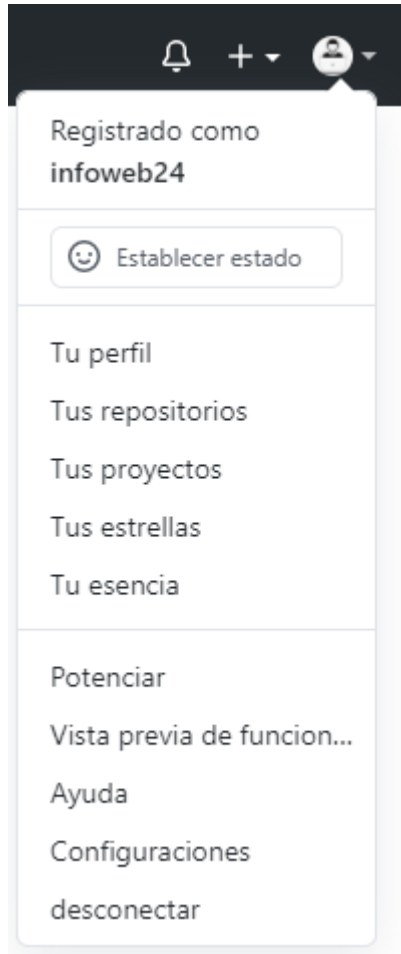 Registrado como
infoweb24
Establecer estado
Tu perfil
Tus repositorios
Tus proyectos
Tus estrellas
Tu esencia
Potenciar
Vista previa de funcion...
Ayuda
Configuraciones
desconectar